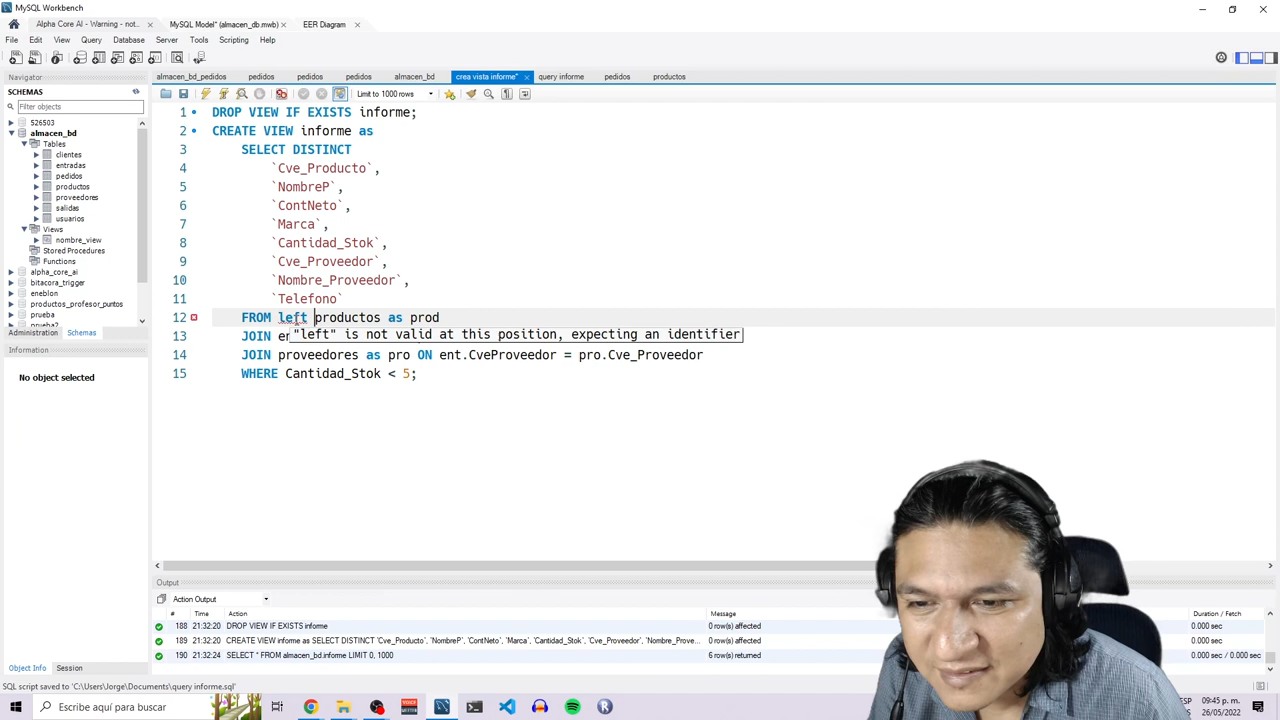 MySQL Workbench
Alpha Core AI - Warning - not...
MySQL Model* (almacen_db.mwb)
EER Diagram
File Edit View Query Database Server Tools Scripting Help
Navigator
SCHEMAS
Filter objects
526503
almacen_bd
Tables
clientes
entradas
pedidos
productos
proveedores
salidas
usuarios
Views
nombre_view
Stored Procedures
Functions
alpha_core_ai
bitacora_trigger
eneblon
productos_profesor_puntos
prueba
prueba2
Administration Schemas
Information
No object selected
Object Info Session
almacen_bd_pedidos pedidos pedidos pedidos almacen_bd crea vista informe* query informe pedidos productos
Limit to 1000 rows
1 DROP VIEW IF EXISTS informe;
2 CREATE VIEW informe as
3 SELECT DISTINCT
4 `Cve_Producto`,
5 `NombreP`,
6 `ContNeto`,
7 `Marca`,
8 `Cantidad_Stok`,
9 `Cve_Proveedor`,
10 `Nombre_Proveedor`,
11 `Telefono`
12 FROM left productos as prod
13 JOIN en
"left" is not valid at this position, expecting an identifier
14 JOIN proveedores as pro ON ent.CveProveedor = pro.Cve_Proveedor
15 WHERE Cantidad_Stok < 5;
Output
Action Output
# Time Action Message Duration / Fetch
188 21:32:20 DROP VIEW IF EXISTS informe 0 row(s) affected 0.000 sec
189 21:32:20 CREATE VIEW informe as SELECT DISTINCT `Cve_Producto`, `NombreP`, `ContNeto`, `Marca`, `Cantidad_Stok`, `Cve_Proveedor`, `Nombre_Prove... 0 row(s) affected 0.000 sec
190 21:32:24 SELECT * FROM almacen_bd.informe LIMIT 0, 1000 6 row(s) returned 0.000 sec / 0.000 sec
SQL script saved to 'C:\Users\Jorge\Documents\query informe.sql'
Escribe aquí para buscar
09:45 p. m.
26/05/2022